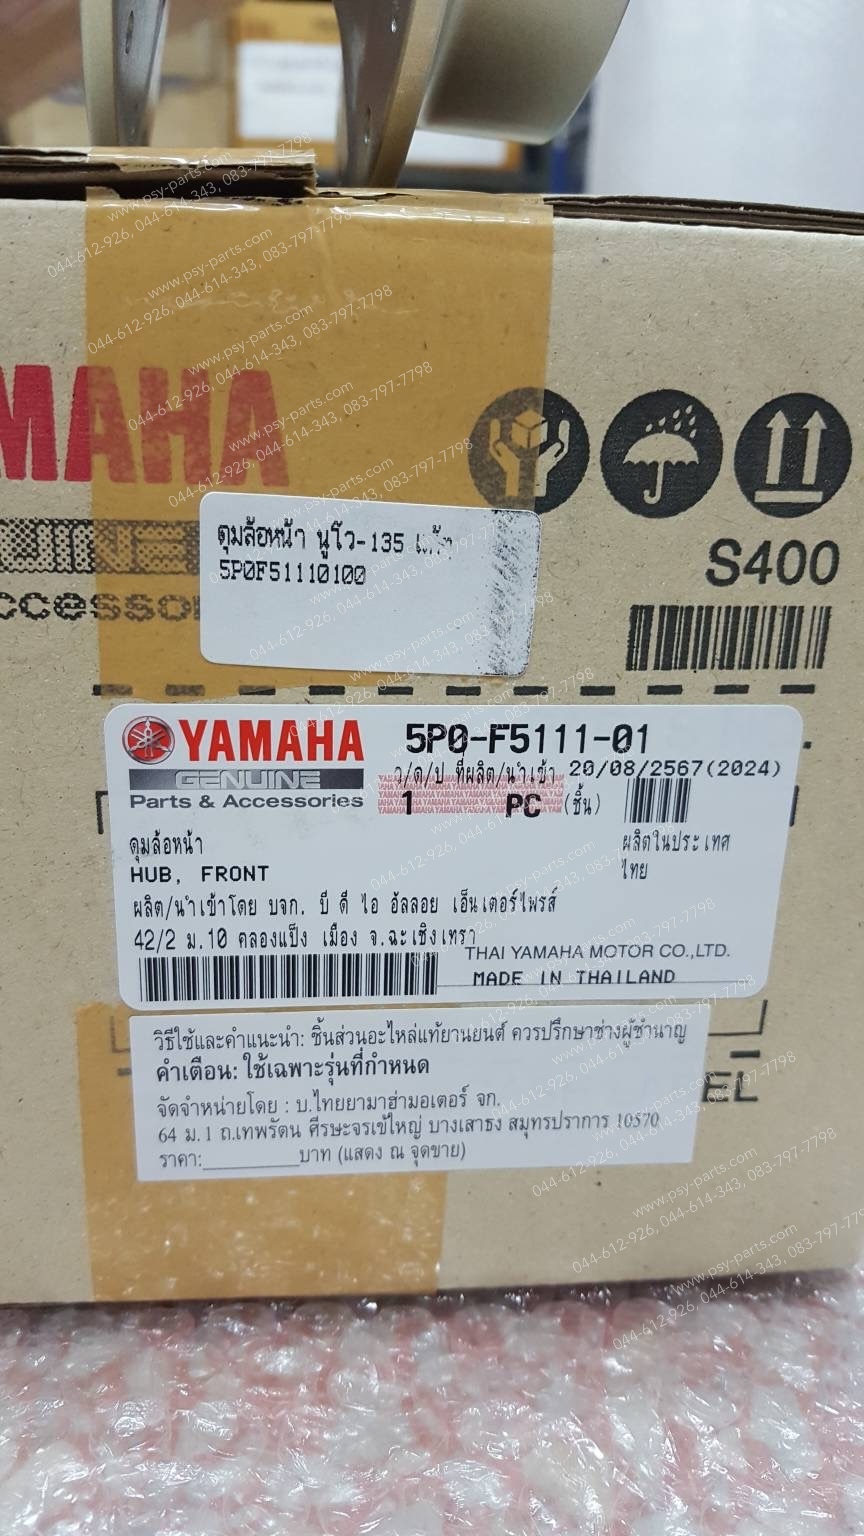 www.psy-parts.com
044-612-926, 044-614-343, 083-797-7798
AMAHA
S400
ดุมล้อหน้า นูโว-135
5P0F51110100
YAMAHA
GENUINE
Parts & Accessories
5P0-F5111-01
ว/ด/ป ที่ผลิต/นำเข้า 20/08/2567(2024)
1 PC (ชิ้น)
ดุมล้อหน้า
HUB, FRONT
ผลิตในประเทศ
ไทย
ผลิต/นำเข้าโดย บจก. บี ดี ไอ อัลลอย เอ็นเตอร์ไพรส์
42/2 ม.10 คลองแป็ง เมือง จ.ฉะเชิงเทรา
THAI YAMAHA MOTOR CO.,LTD.
MADE IN THAILAND
วิธีใช้และคำแนะนำ: ชิ้นส่วนอะไหล่แท้ยานยนต์ ควรปรึกษาช่างผู้ชำนาญ
คำเตือน: ใช้เฉพาะรุ่นที่กำหนด
จัดจำหน่ายโดย : บ.ไทยยามาฮ่ามอเตอร์ จก.
64 ม.1 ถ.เทพรัตน ศีรษะจรเข้ใหญ่ บางเสาธง สมุทรปราการ 10570
ราคา:__________บาท (แสดง ณ จุดขาย)
EL